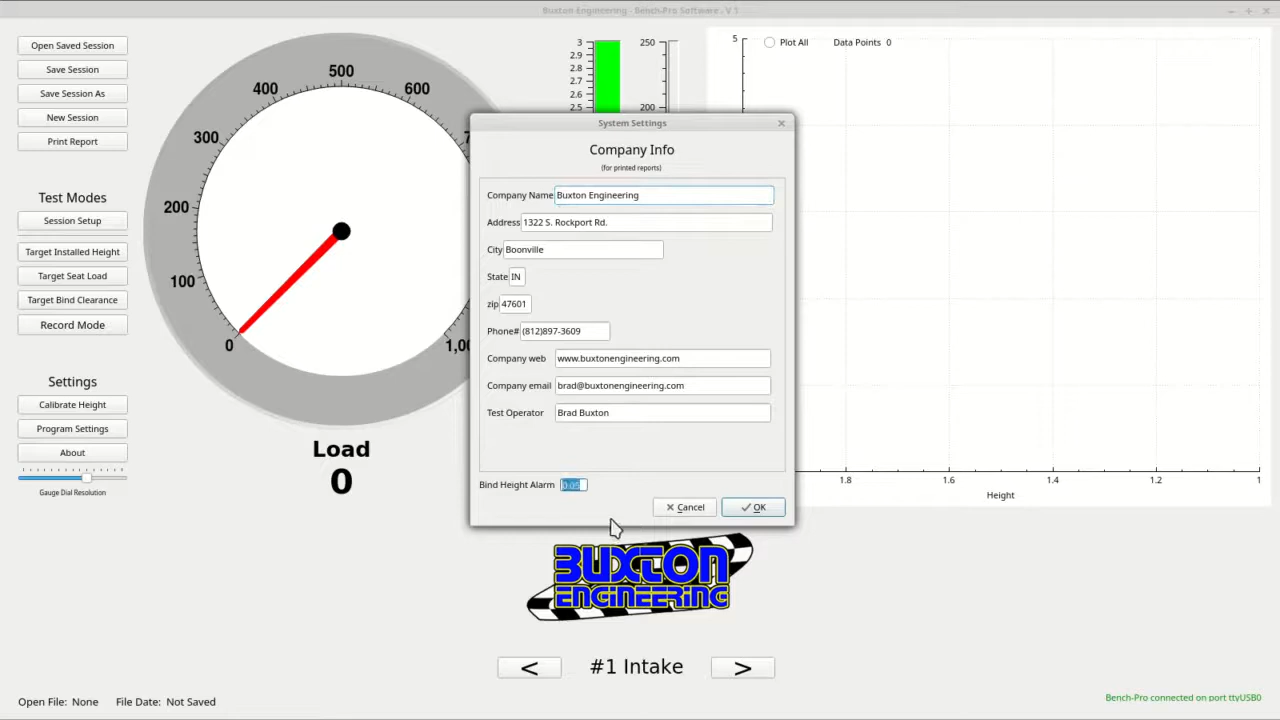 Buxton Engineering - Bench-Pro Software. V 1
Open Saved Session
Save Session
Save Session As
New Session
Print Report
Test Modes
Session Setup
Target Installed Height
Target Seat Load
Target Bind Clearance
Record Mode
Settings
Calibrate Height
Program Settings
About
Gauge Dial Resolution
0
100
200
300
400
500
600
Load
0
3
2.9
2.8
2.7
2.6
2.5
250
200
5
Plot All
Data Points 0
1.8
1.6
1.4
1.2
1
Height
System Settings
Company Info
(for printed reports)
Company Name Buxton Engineering
Address 1322 S. Rockport Rd.
City Boonville
State IN
zip 47601
Phone# (812)897-3609
Company web www.buxtonengineering.com
Company email brad@buxtonengineering.com
Test Operator Brad Buxton
Bind Height Alarm 0.05
Cancel
OK
BUXTON
ENGINEERING
< #1 Intake >
Open File: None File Date: Not Saved
Bench-Pro connected on port ttyUSB0